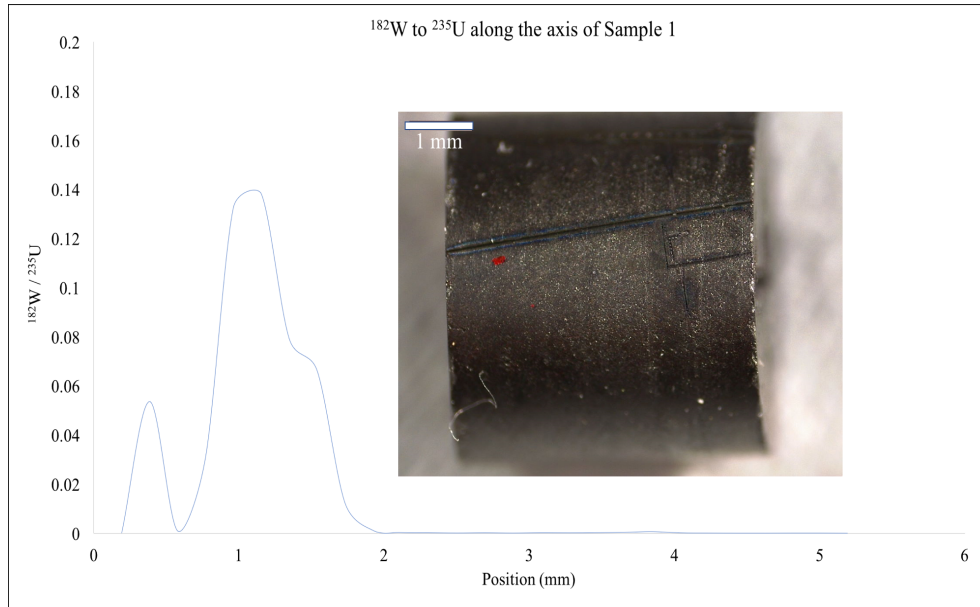 ¹⁸²W to ²³⁵U along the axis of Sample 1
0.2
0.18
0.16
0.14
0.12
0.1
0.08
0.06
0.04
0.02
0
¹⁸²W / ²³⁵U
1 mm
0 1 2 3 4 5 6
Position (mm)